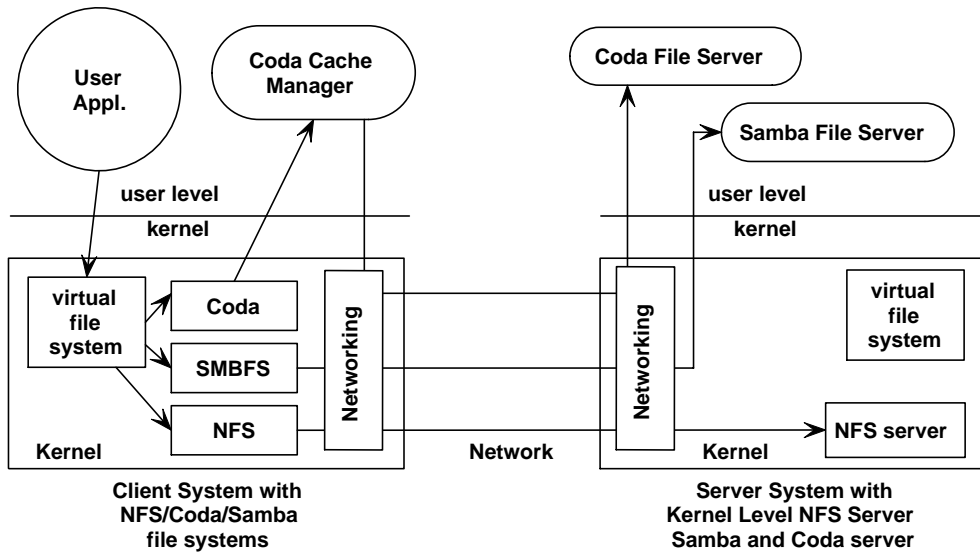 User
Appl.
Coda Cache
Manager
Coda File Server
Samba File Server
user level
kernel
user level
kernel
virtual
file
system
Coda
SMBFS
NFS
Networking
Kernel
Network
Networking
virtual
file
system
NFS server
Kernel
Client System with
NFS/Coda/Samba
file systems
Server System with
Kernel Level NFS Server
Samba and Coda server